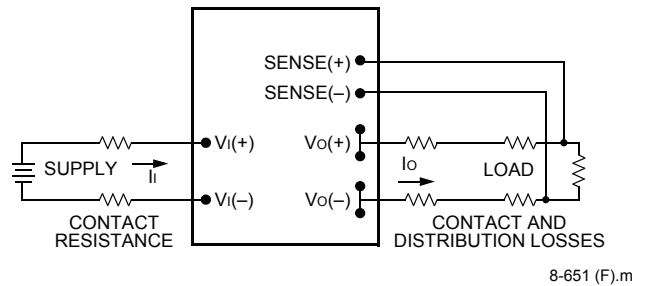 SENSE(+)
SENSE(–)
VI(+)
VO(+)
SUPPLY
II
IO
LOAD
VI(–)
VO(–)
CONTACT
RESISTANCE
CONTACT AND
DISTRIBUTION LOSSES
8-651 (F).m